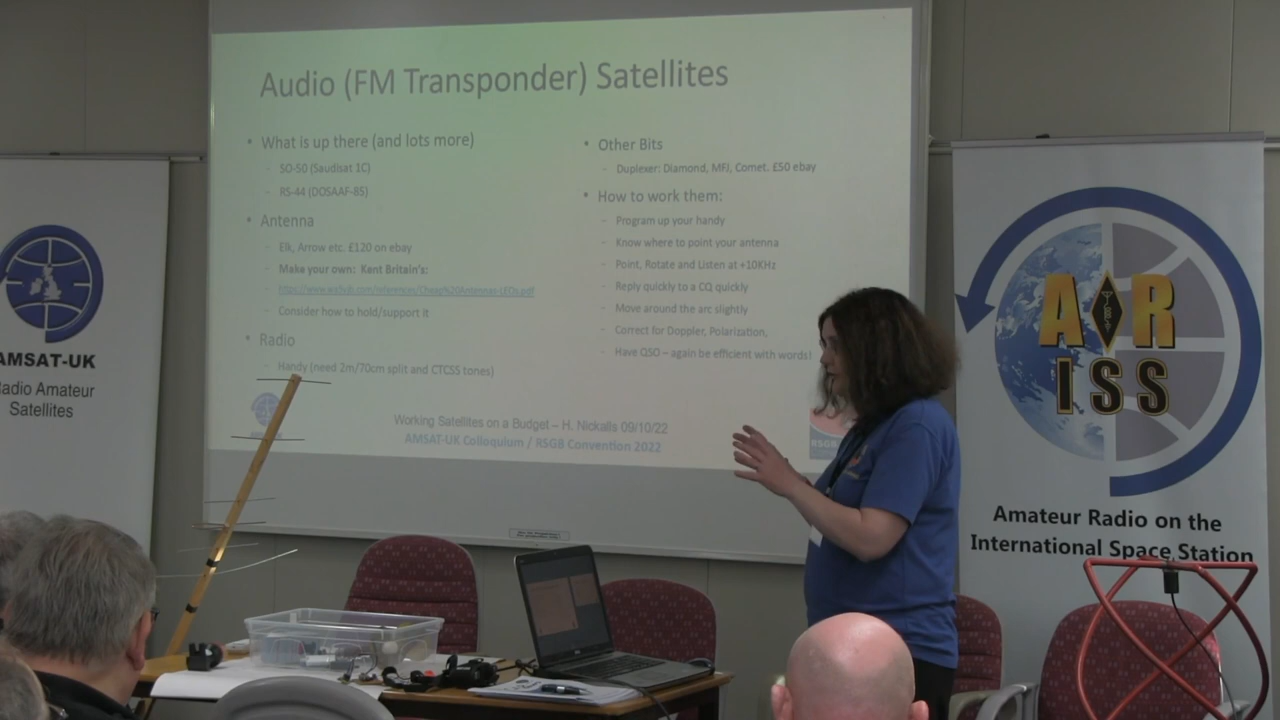 Audio (FM Transponder) Satellites
What is up there (and lots more)
SO-50 (Saudisat 1C)
RS-44 (DOSAAF-85)
Antenna
Elk, Arrow etc. £120 on ebay
Make your own: Kent Britain's:
Consider how to hold/support it
Radio
Handy (need 2m/70cm split and CTCSS tones)
Other Bits
Duplexer: Diamond, MFJ, Comet. £50 ebay
How to work them:
Program up your handy
Know where to point your antenna
Point, Rotate and Listen at +10KHz
Reply quickly to a CQ quickly
Move around the arc slightly
Correct for Doppler, Polarization,
Have QSO – again be efficient with words!
Working Satellites on a Budget – H. Nickalls 09/10/22
AMSAT-UK Colloquium / RSGB Convention 2022
RSGB
AMSAT-UK
Radio Amateur
Satellites
AR
ISS
Amateur Radio on the
International Space Station